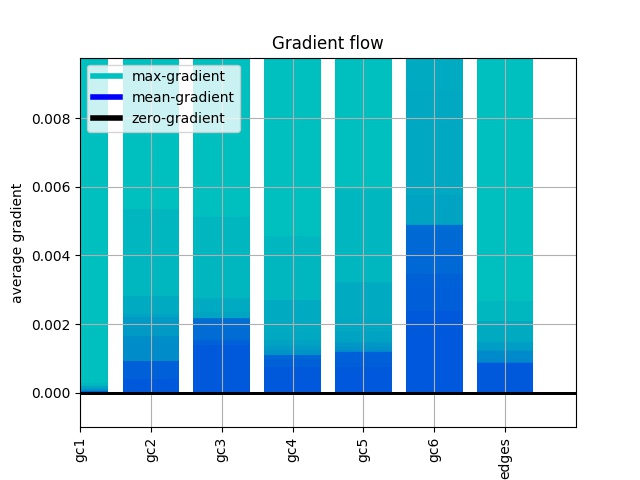 Gradient flow
max-gradient
mean-gradient
zero-gradient
average gradient
0.008
0.006
0.004
0.002
0.000
gc1
gc2
gc3
gc4
gc5
gc6
edges